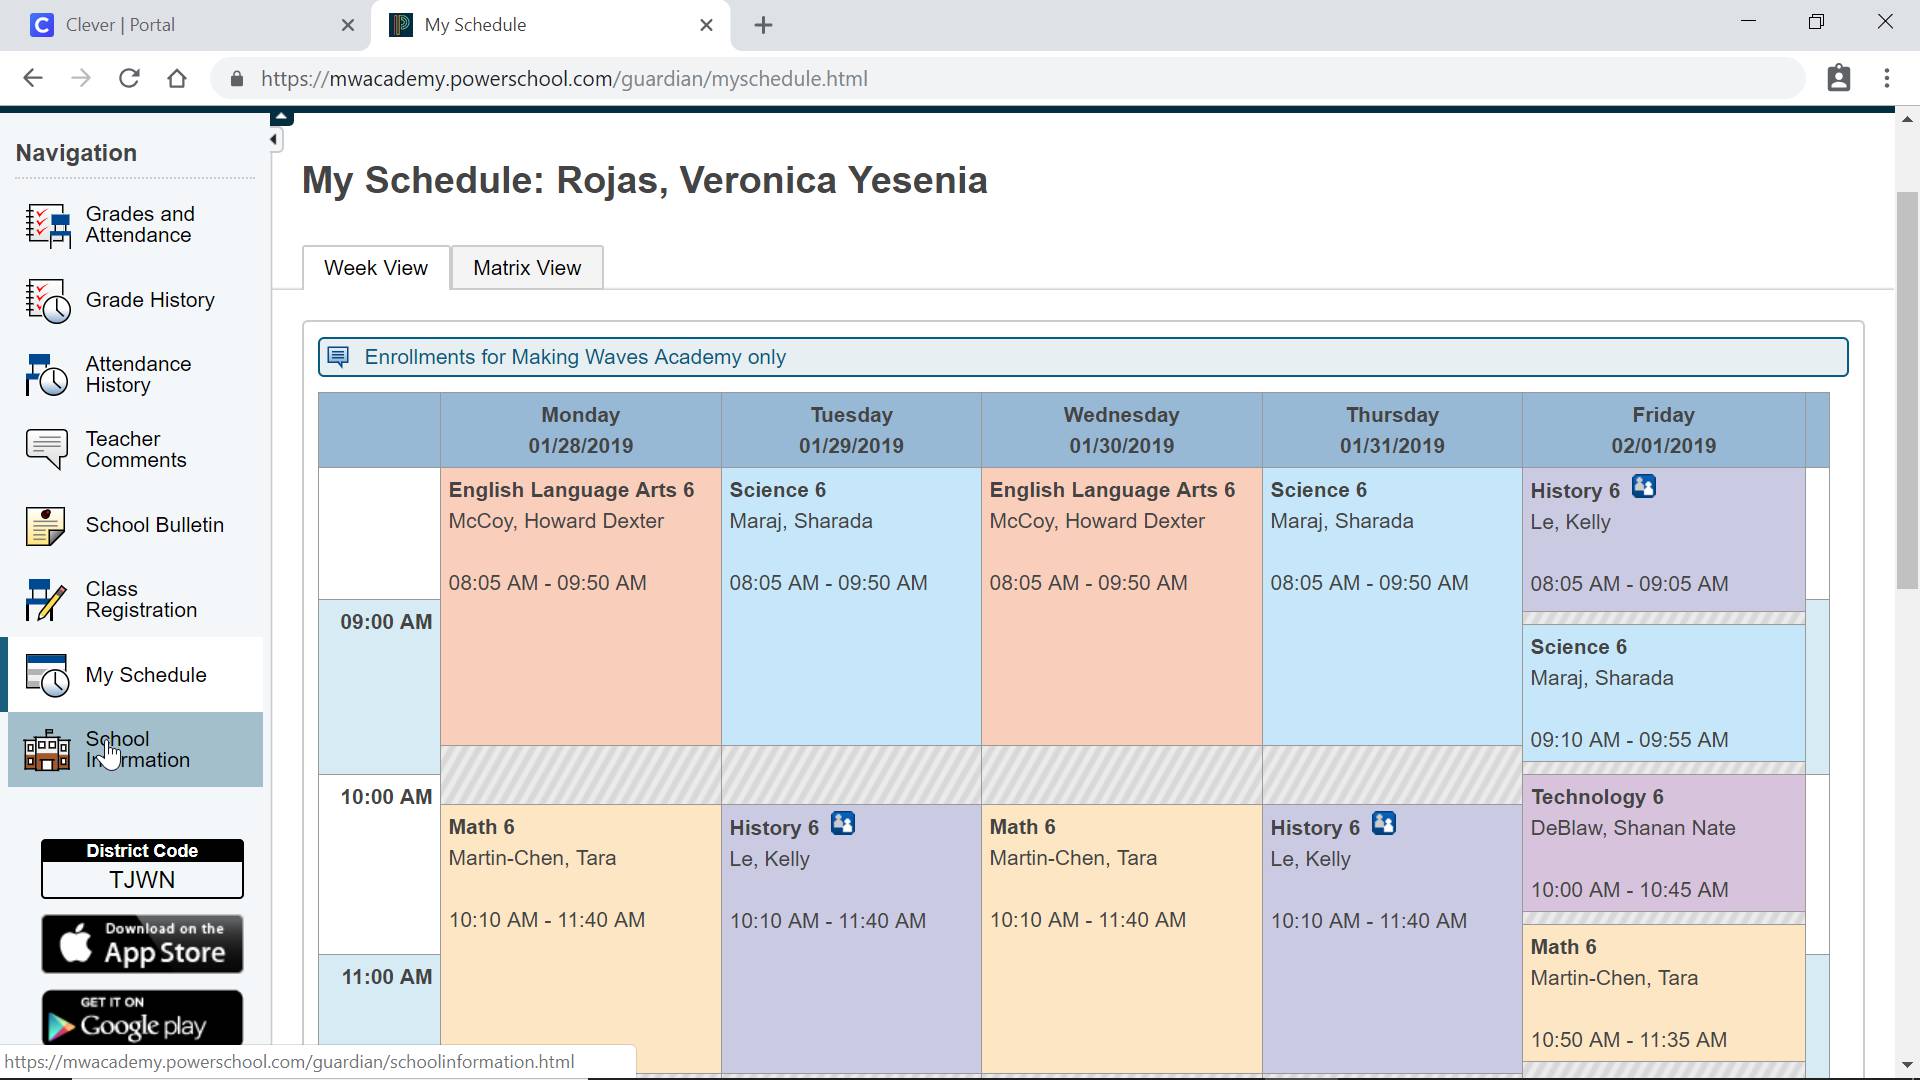 Clever | Portal
My Schedule
https://mwacademy.powerschool.com/guardian/myschedule.html
Navigation
Grades and
Attendance
Grade History
Attendance
History
Teacher
Comments
School Bulletin
Class
Registration
My Schedule
School
Information
District Code
TJWN
Download on the
App Store
GET IT ON
Google play
https://mwacademy.powerschool.com/guardian/schoolinformation.html
My Schedule: Rojas, Veronica Yesenia
Week View
Matrix View
Enrollments for Making Waves Academy only
Monday
01/28/2019
Tuesday
01/29/2019
Wednesday
01/30/2019
Thursday
01/31/2019
Friday
02/01/2019
09:00 AM
10:00 AM
11:00 AM
English Language Arts 6
McCoy, Howard Dexter
08:05 AM - 09:50 AM
Math 6
Martin-Chen, Tara
10:10 AM - 11:40 AM
Science 6
Maraj, Sharada
08:05 AM - 09:50 AM
History 6
Le, Kelly
10:10 AM - 11:40 AM
English Language Arts 6
McCoy, Howard Dexter
08:05 AM - 09:50 AM
Math 6
Martin-Chen, Tara
10:10 AM - 11:40 AM
Science 6
Maraj, Sharada
08:05 AM - 09:50 AM
History 6
Le, Kelly
10:10 AM - 11:40 AM
History 6
Le, Kelly
08:05 AM - 09:05 AM
Science 6
Maraj, Sharada
09:10 AM - 09:55 AM
Technology 6
DeBlaw, Shanan Nate
10:00 AM - 10:45 AM
Math 6
Martin-Chen, Tara
10:50 AM - 11:35 AM